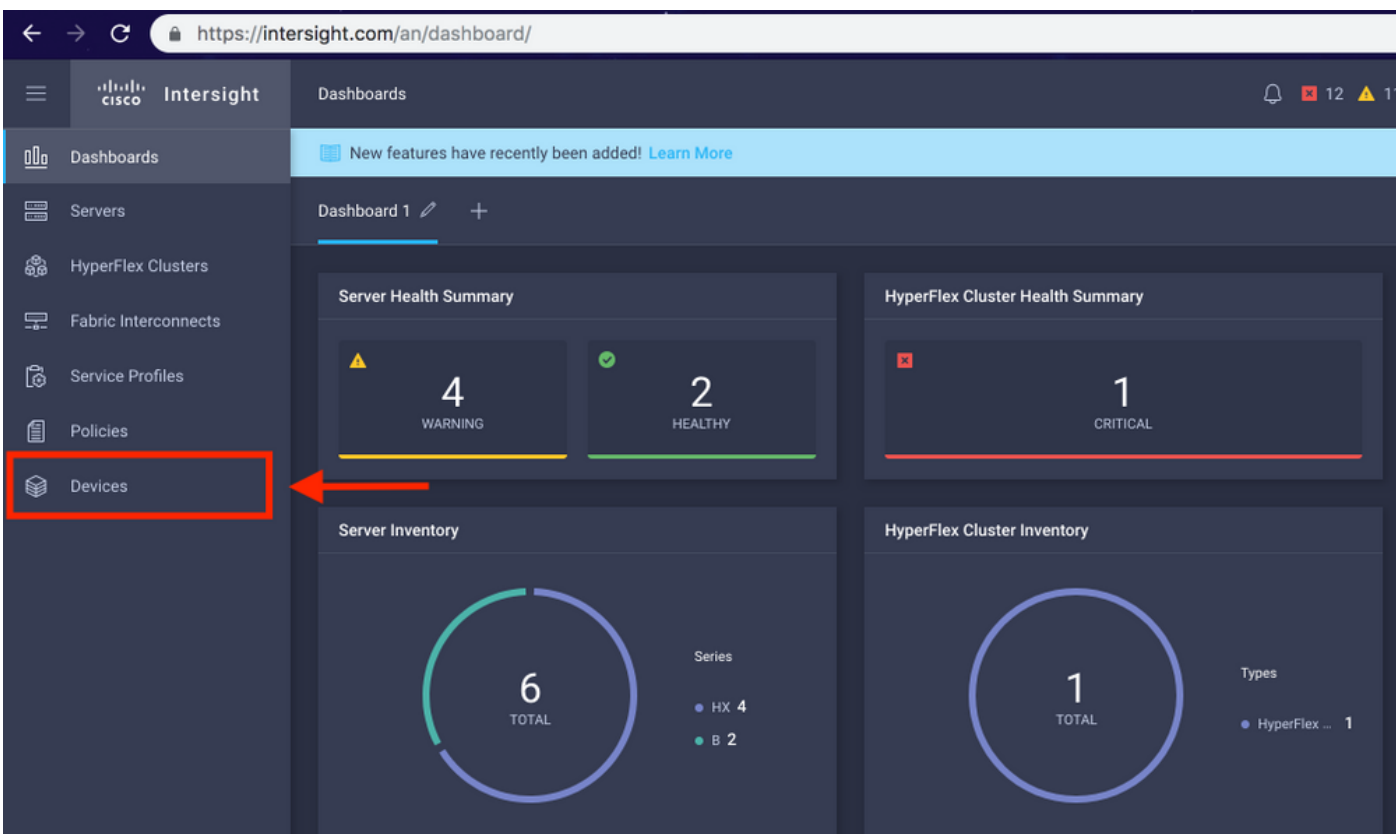 https://intersight.com/an/dashboard/
cisco Intersight
Dashboards
12
Dashboards
New features have recently been added! Learn More
Servers
Dashboard 1
HyperFlex Clusters
Fabric Interconnects
Service Profiles
Policies
Devices
Server Health Summary
4
WARNING
2
HEALTHY
HyperFlex Cluster Health Summary
1
CRITICAL
Server Inventory
6
TOTAL
Series
HX 4
B 2
HyperFlex Cluster Inventory
1
TOTAL
Types
HyperFlex ... 1